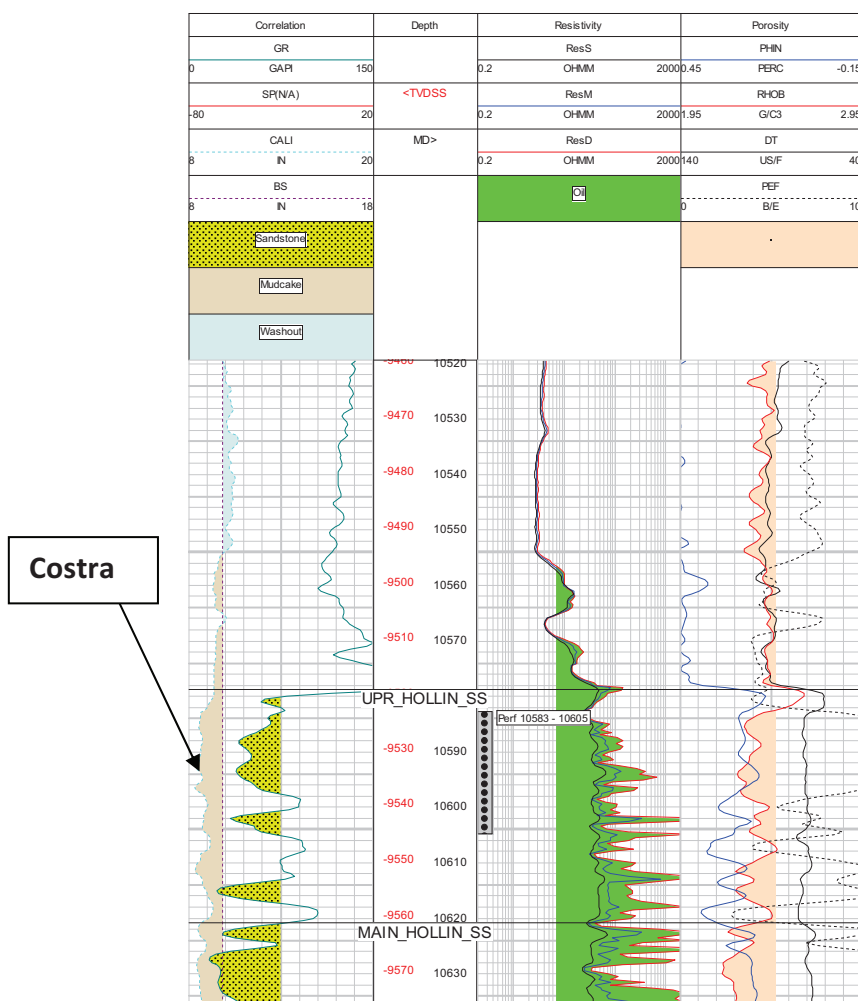 Correlation Depth Resistivity Porosity
GR ResS PHIN
0 GAPI 150 0.2 OHMM 2000 0.45 PERC -0.15
SP(N/A) <TVDSS ResM RHOB
-80 20 0.2 OHMM 2000 1.95 G/C3 2.95
CALI MD> ResD DT
8 IN 20 0.2 OHMM 2000 140 US/F 40
BS Oil PEF
8 IN 18 0 B/E 10
Sandstone
Mudcake
Washout
-9460 10520
-9470 10530
-9480 10540
-9490 10550
Costra
-9500 10560
-9510 10570
UPR_HOLLIN_SS
Perf 10583 - 10605
-9530 10590
-9540 10600
-9550 10610
-9560 10620
MAIN_HOLLIN_SS
-9570 10630